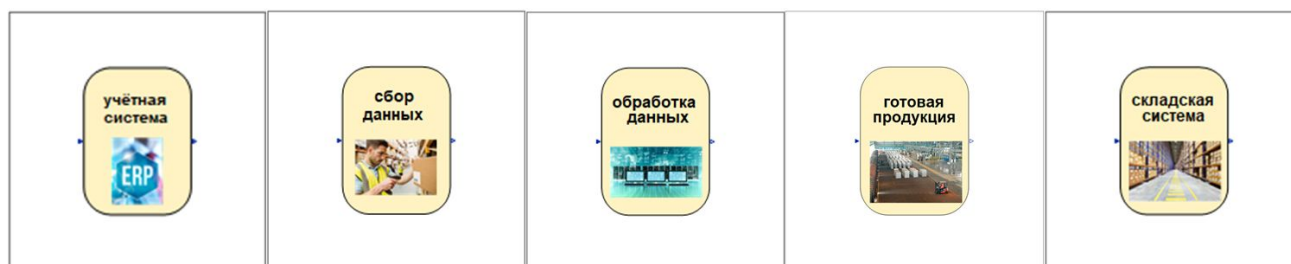 учётная
система
ERP
сбор
данных
обработка
данных
готовая
продукция
складская
система